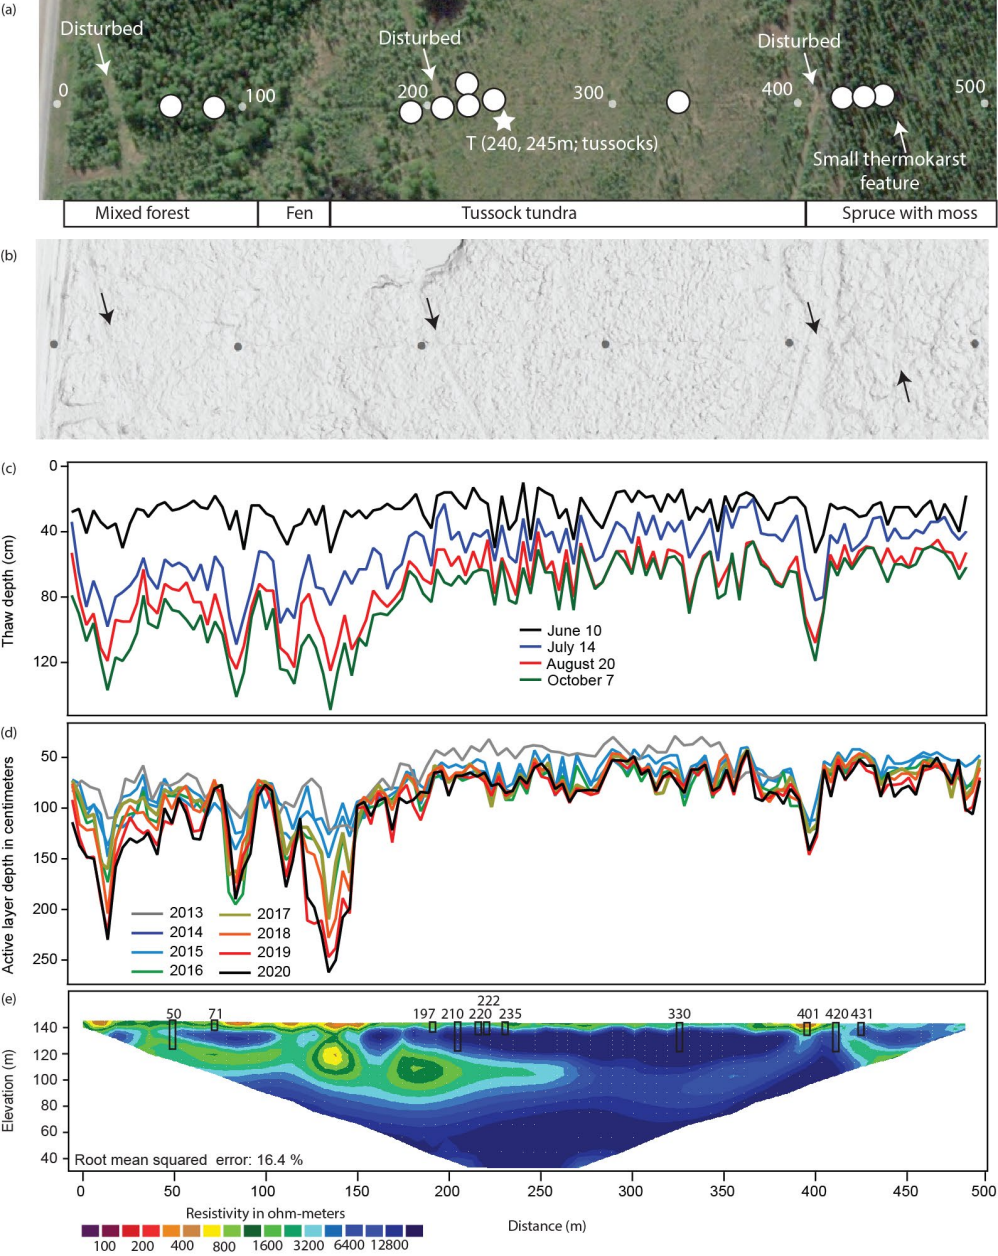 (a)
Disturbed
Disturbed
Disturbed
0
100
200
300
400
500
T (240, 245m; tussocks)
Small thermokarst
feature
Mixed forest
Fen
Tussock tundra
Spruce with moss
(b)
(c)
Thaw depth (cm)
0
40
80
120
June 10
July 14
August 20
October 7
(d)
Active layer depth in centimeters
50
100
150
200
250
2013
2014
2015
2016
2017
2018
2019
2020
(e)
Elevation (m)
140
120
100
80
60
40
50
71
197
210
220
222
235
330
401
420
431
Root mean squared error: 16.4 %
0
50
100
150
200
250
300
350
400
450
500
Resistivity in ohm-meters
100
200
400
800
1600
3200
6400
12800
Distance (m)